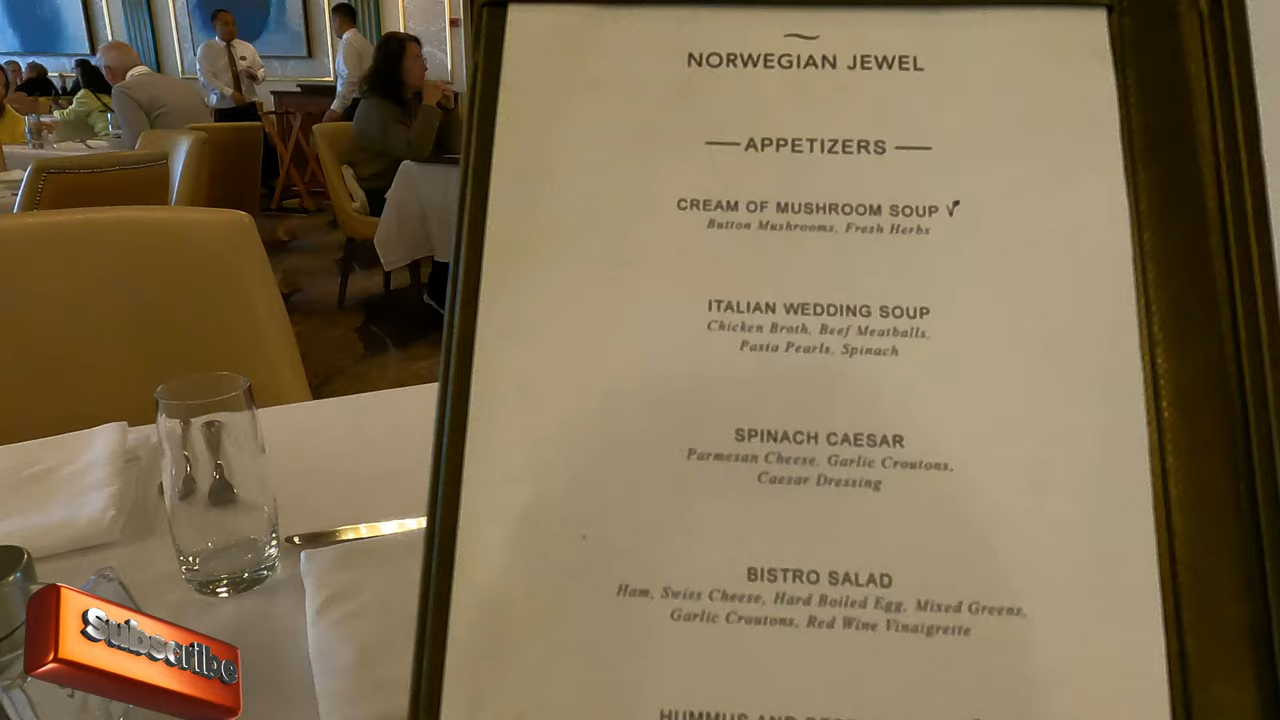 NORWEGIAN JEWEL
APPETIZERS
CREAM OF MUSHROOM SOUP
Button Mushrooms, Fresh Herbs
ITALIAN WEDDING SOUP
Chicken Broth, Beef Meatballs,
Pasta Pearls, Spinach
SPINACH CAESAR
Parmesan Cheese, Garlic Croutons,
Caesar Dressing
BISTRO SALAD
Ham, Swiss Cheese, Hard Boiled Egg, Mixed Greens,
Garlic Croutons, Red Wine Vinaigrette
HUMMUS AND
Subscribe